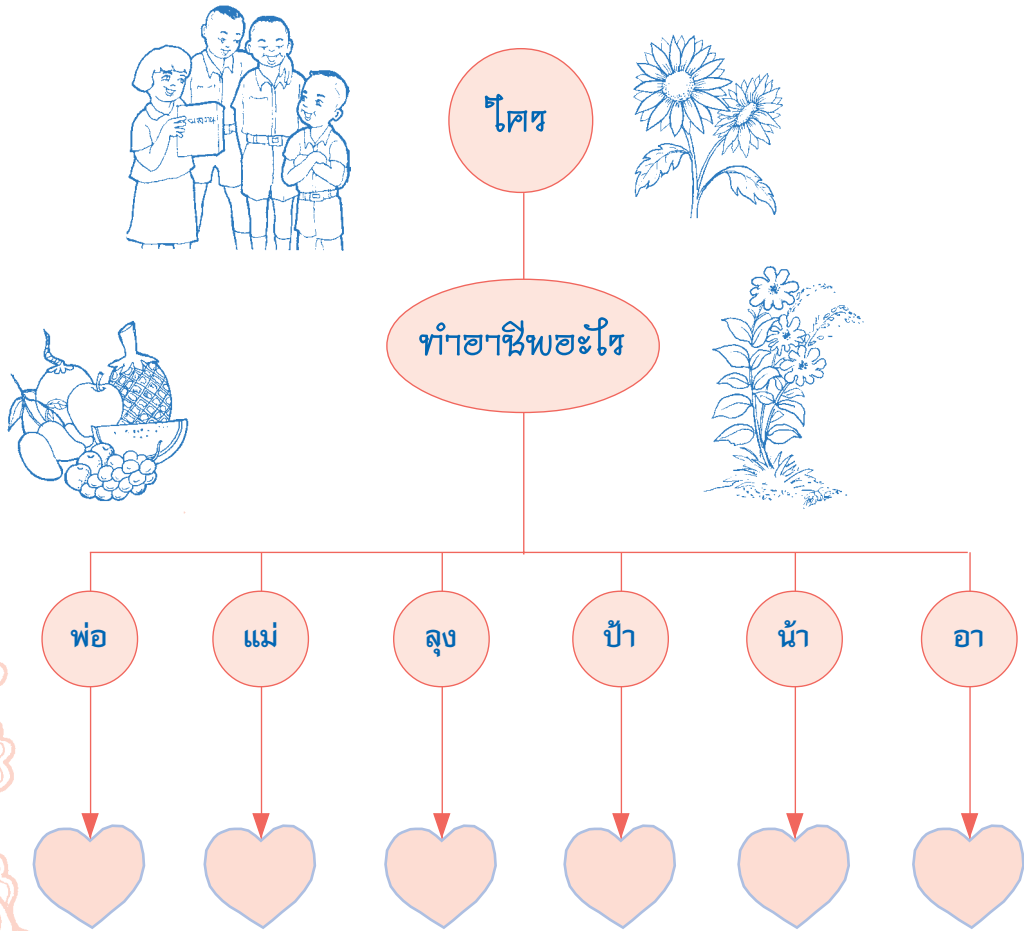 ใคร
ทำอาชีพอะไร
พ่อ แม่ ลุง ป้า น้า อา